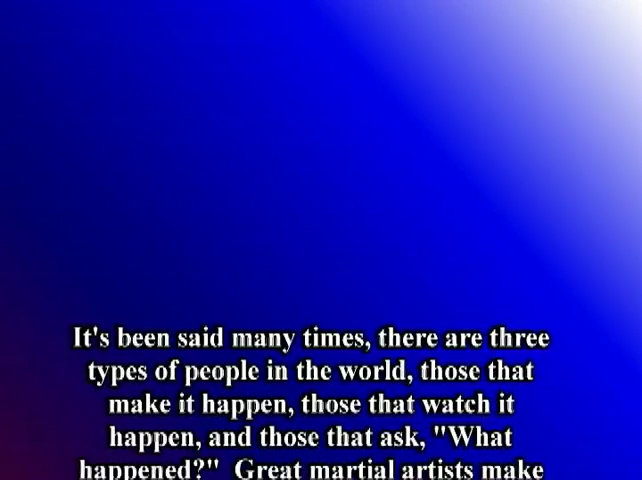 It's been said many times, there are three
types of people in the world, those that
make it happen, those that watch it
happen, and those that ask, "What
happened?"  Great martial artists make